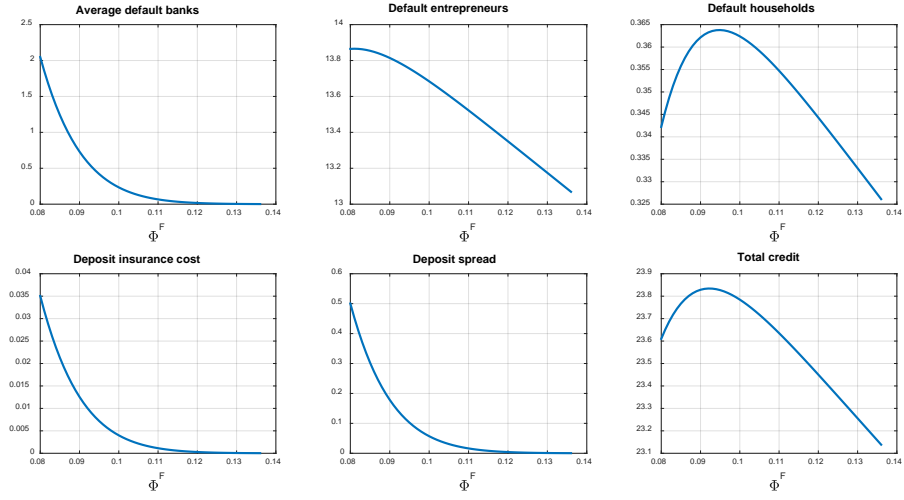 Average default banks
2.5
2
1.5
1
0.5
0
0.08 0.09 0.1 0.11 0.12 0.13 0.14
Φ^F
Default entrepreneurs
14
13.8
13.6
13.4
13.2
13
0.08 0.09 0.1 0.11 0.12 0.13 0.14
Φ^F
Default households
0.365
0.36
0.355
0.35
0.345
0.34
0.335
0.33
0.325
0.08 0.09 0.1 0.11 0.12 0.13 0.14
Φ^F
Deposit insurance cost
0.04
0.035
0.03
0.025
0.02
0.015
0.01
0.005
0
0.08 0.09 0.1 0.11 0.12 0.13 0.14
Φ^F
Deposit spread
0.6
0.5
0.4
0.3
0.2
0.1
0
0.08 0.09 0.1 0.11 0.12 0.13 0.14
Φ^F
Total credit
23.9
23.8
23.7
23.6
23.5
23.4
23.3
23.2
23.1
0.08 0.09 0.1 0.11 0.12 0.13 0.14
Φ^F